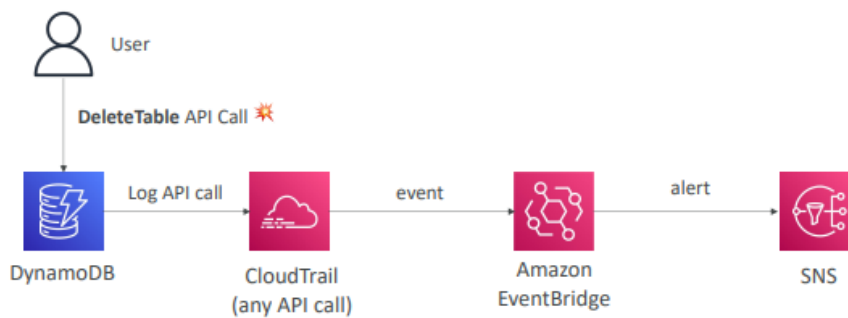 User
DeleteTable API Call
Log API call
event
alert
DynamoDB
CloudTrail
(any API call)
Amazon
EventBridge
SNS